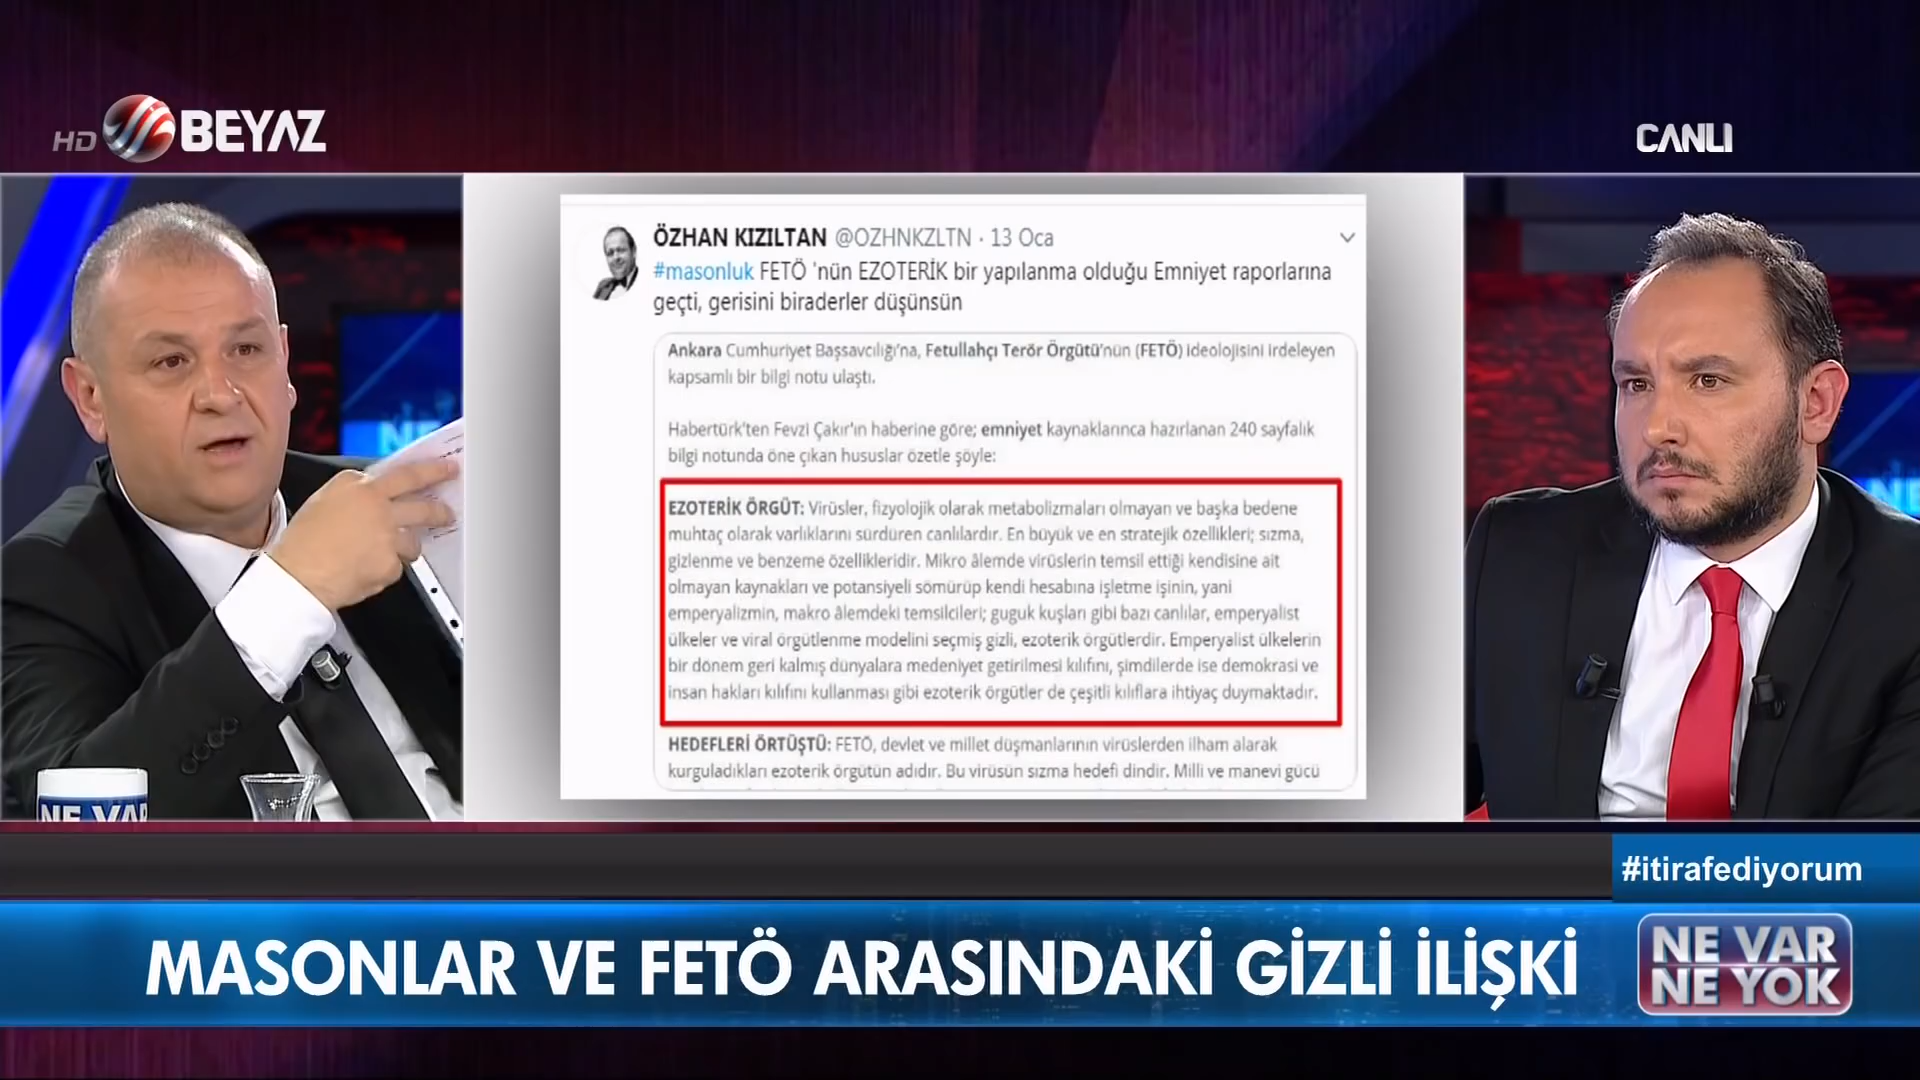 HD BEYAZ
CANLI
ÖZHAN KIZILTAN @OZHNKZLTN · 13 Oca
#masonluk FETÖ 'nün EZOTERİK bir yapılanma olduğu Emniyet raporlarına
geçti, gerisini biraderler düşünsün
Ankara Cumhuriyet Başsavcılığı'na, Fetullahçı Terör Örgütü'nün (FETÖ) ideolojisini irdeleyen
kapsamlı bir bilgi notu ulaştı.
Habertürk'ten Fevzi Çakır'ın haberine göre; emniyet kaynaklarınca hazırlanan 240 sayfalık
bilgi notunda öne çıkan hususlar özetle şöyle:
EZOTERİK ÖRGÜT: Virüsler, fizyolojik olarak metabolizmaları olmayan ve başka bedene
muhtaç olarak varlıklarını sürdüren canlılardır. En büyük ve en stratejik özellikleri; sızma,
gizlenme ve benzeme özellikleridir. Mikro âlemde virüslerin temsil ettiği kendisine ait
olmayan kaynakları ve potansiyeli sömürüp kendi hesabına işletme işinin, yani
emperyalizmin, makro âlemdeki temsilcileri; guguk kuşları gibi bazı canlılar, emperyalist
ülkeler ve viral örgütlenme modelini seçmiş gizli, ezoterik örgütlerdir. Emperyalist ülkelerin
bir dönem geri kalmış dünyalara medeniyet getirilmesi kılıfını, şimdilerde ise demokrasi ve
insan hakları kılıfını kullanması gibi ezoterik örgütler de çeşitli kılıflara ihtiyaç duymaktadır.
HEDEFLERİ ÖRTÜŞTÜ: FETÖ, devlet ve millet düşmanlarının virüslerden ilham alarak
kurguladıkları ezoterik örgütün adıdır. Bu virüsün sızma hedefi dindir. Milli ve manevi gücü
NE VAR
#itirafediyorum
MASONLAR VE FETÖ ARASINDAKİ GİZLİ İLİŞKİ
NE VAR
NE YOK